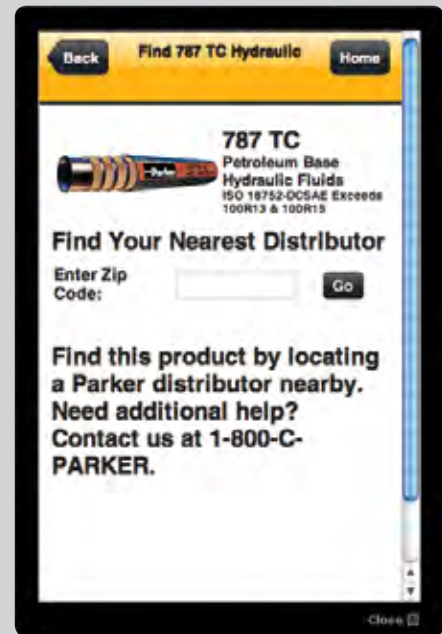 Back
Find 787 TC Hydraulic
Home
Parker
787 TC
Petroleum Base
Hydraulic Fluids
ISO 18752-DCSAE Exceeds
100R13 & 100R15
Find Your Nearest Distributor
Enter Zip
Code:
Go
Find this product by locating
a Parker distributor nearby.
Need additional help?
Contact us at 1-800-C-
PARKER.
Close